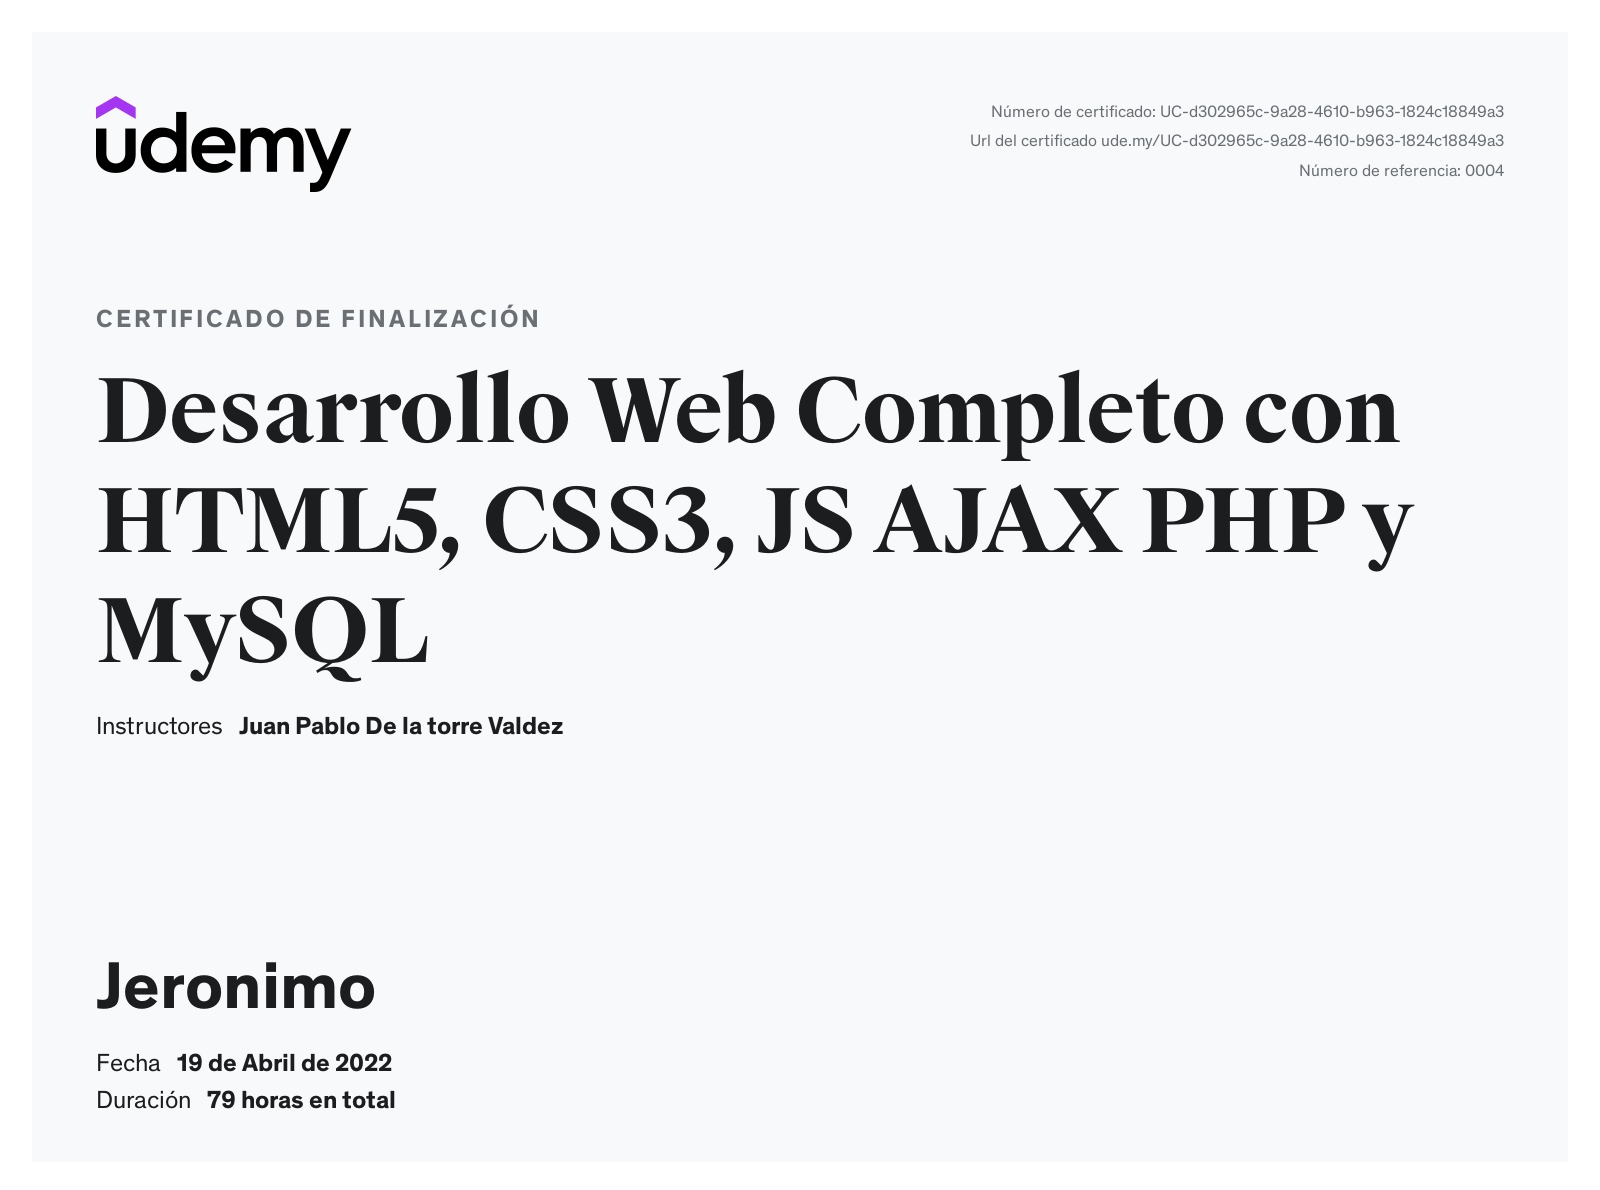 udemy
Número de certificado: UC-d302965c-9a28-4610-b963-1824c18849a3
Url del certificado ude.my/UC-d302965c-9a28-4610-b963-1824c18849a3
Número de referencia: 0004
CERTIFICADO DE FINALIZACIÓN
Desarrollo Web Completo con
HTML5, CSS3, JS AJAX PHP y
MySQL
Instructores Juan Pablo De la torre Valdez
Jeronimo
Fecha 19 de Abril de 2022
Duración 79 horas en total